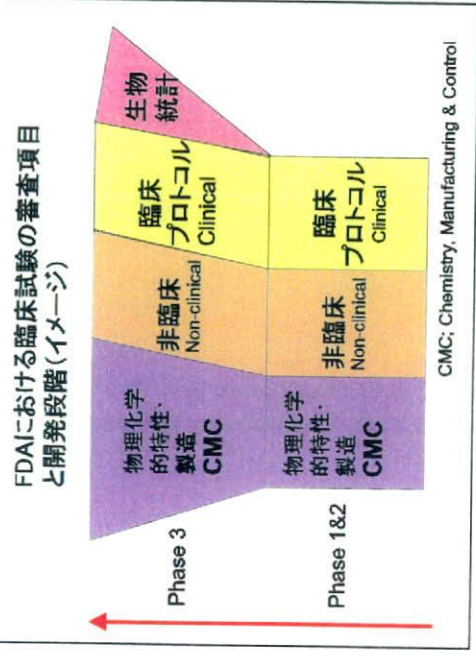 FDAにおける臨床試験の審査項目
と開発段階(イメージ)
Phase 3
物理化学
的特性・
製造
CMC
非臨床
Non-clinical
臨床
プロトコル
Clinical
生物
統計
Phase 1&2
物理化学
的特性・
製造
CMC
非臨床
Non-clinical
臨床
プロトコル
Clinical
CMC; Chemistry, Manufacturing & Control